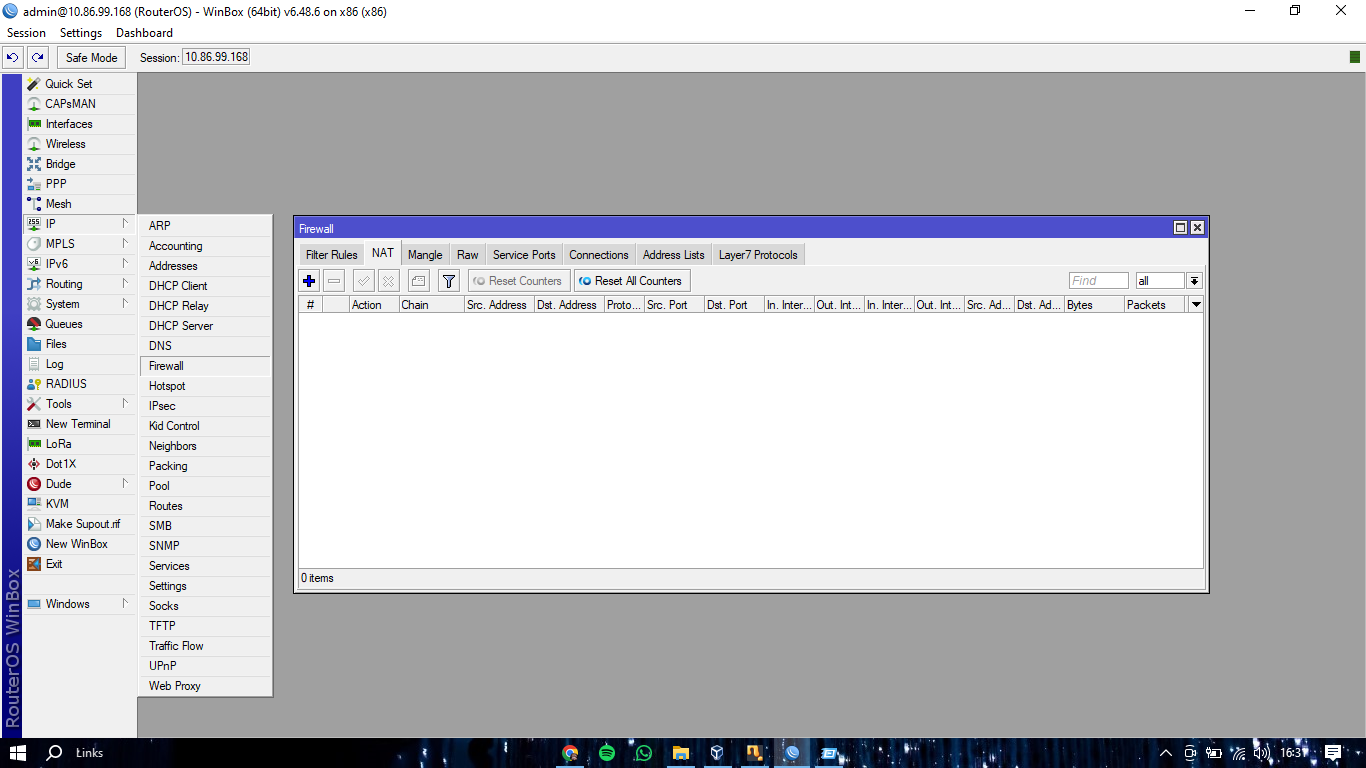 admin@10.86.99.168 (RouterOS) - WinBox (64bit) v6.48.6 on x86 (x86)
Session Settings Dashboard
Safe Mode Session: 10.86.99.168
Quick Set
CAPsMAN
Interfaces
Wireless
Bridge
PPP
Mesh
IP
MPLS
IPv6
Routing
System
Queues
Files
Log
RADIUS
Tools
New Terminal
LoRa
Dot1X
Dude
KVM
Make Supout.rif
New WinBox
Exit
Windows
RouterOS WinBox
ARP
Accounting
Addresses
DHCP Client
DHCP Relay
DHCP Server
DNS
Firewall
Hotspot
IPsec
Kid Control
Neighbors
Packing
Pool
Routes
SMB
SNMP
Services
Settings
Socks
TFTP
Traffic Flow
UPnP
Web Proxy
Firewall
Filter Rules NAT Mangle Raw Service Ports Connections Address Lists Layer7 Protocols
Reset Counters Reset All Counters Find all
# Action Chain Src. Address Dst. Address Proto... Src. Port Dst. Port In. Inter... Out. Int... In. Inter... Out. Int... Src. Ad... Dst. Ad... Bytes Packets
0 items
Links 16:37